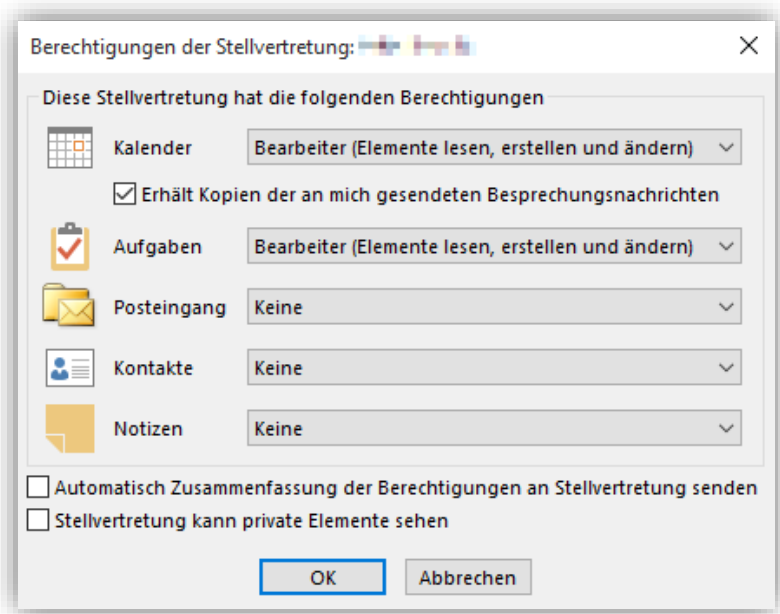 Berechtigungen der Stellvertretung:
Diese Stellvertretung hat die folgenden Berechtigungen
Kalender Bearbeiter (Elemente lesen, erstellen und ändern)
Erhält Kopien der an mich gesendeten Besprechungsnachrichten
Aufgaben Bearbeiter (Elemente lesen, erstellen und ändern)
Posteingang Keine
Kontakte Keine
Notizen Keine
Automatisch Zusammenfassung der Berechtigungen an Stellvertretung senden
Stellvertretung kann private Elemente sehen
OK Abbrechen